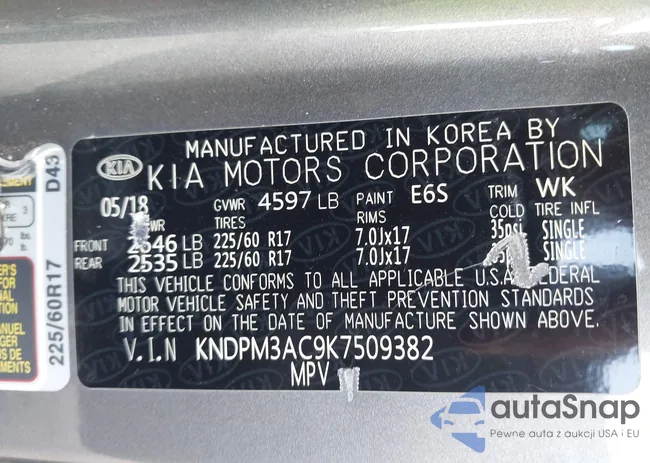 MANUFACTURED IN KOREA BY
KIA KIA MOTORS CORPORATION
05/18 GVWR 4597 LB PAINT E6S TRIM WK
WR TIRES RIMS COLD TIRE INFL
FRONT 2646 LB 225/60 R17 7.0Jx17 35psi, SINGLE
REAR 2535 LB 225/60 R17 7.0Jx17 SINGLE
THIS VEHICLE CONFORMS TO ALL APPLICABLE U.S.A FEDERAL
MOTOR VEHICLE SAFETY AND THEFT PREVENTION STANDARDS
IN EFFECT ON THE DATE OF MANUFACTURE SHOWN ABOVE.
V.I.N KNDPM3AC9K7509382
MPV
225/60R17 D43
autaSnap
Pewne auta z aukcji USA i EU